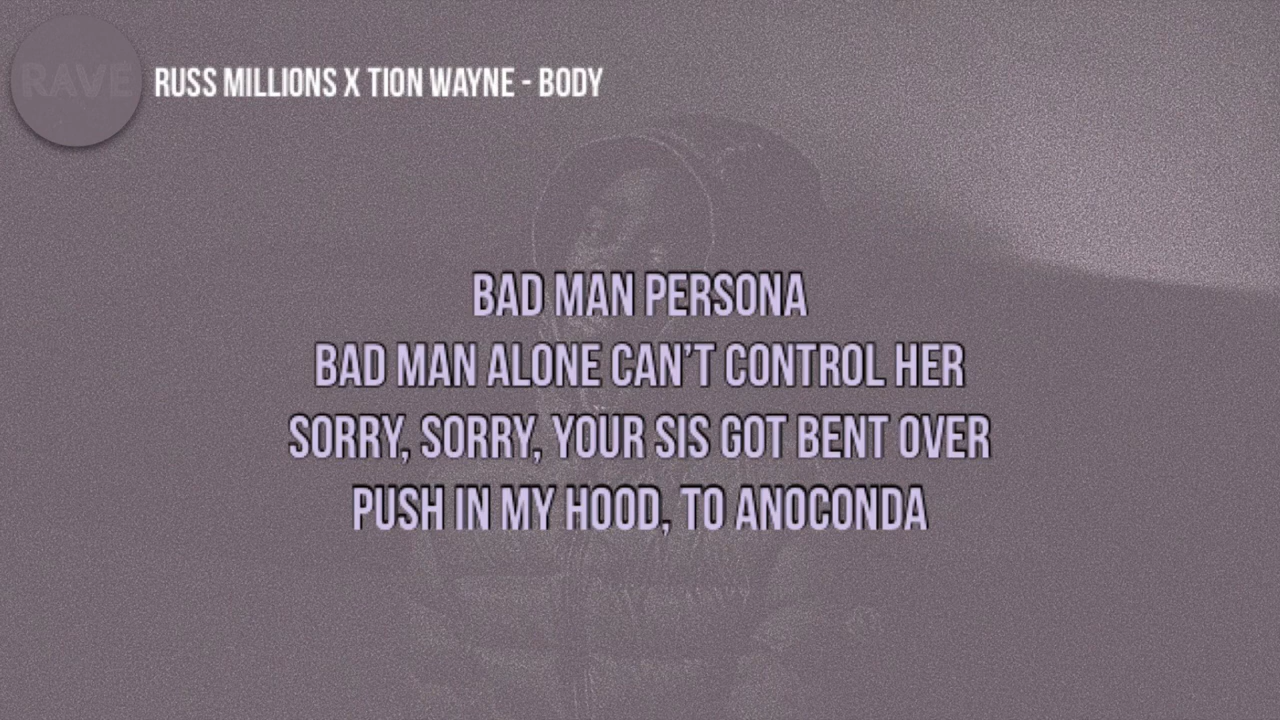 RAVE
RUSS MILLIONS X TION WAYNE - BODY
BAD MAN PERSONA
BAD MAN ALONE CAN'T CONTROL HER
SORRY, SORRY, YOUR SIS GOT BENT OVER
PUSH IN MY HOOD, TO ANOCONDA